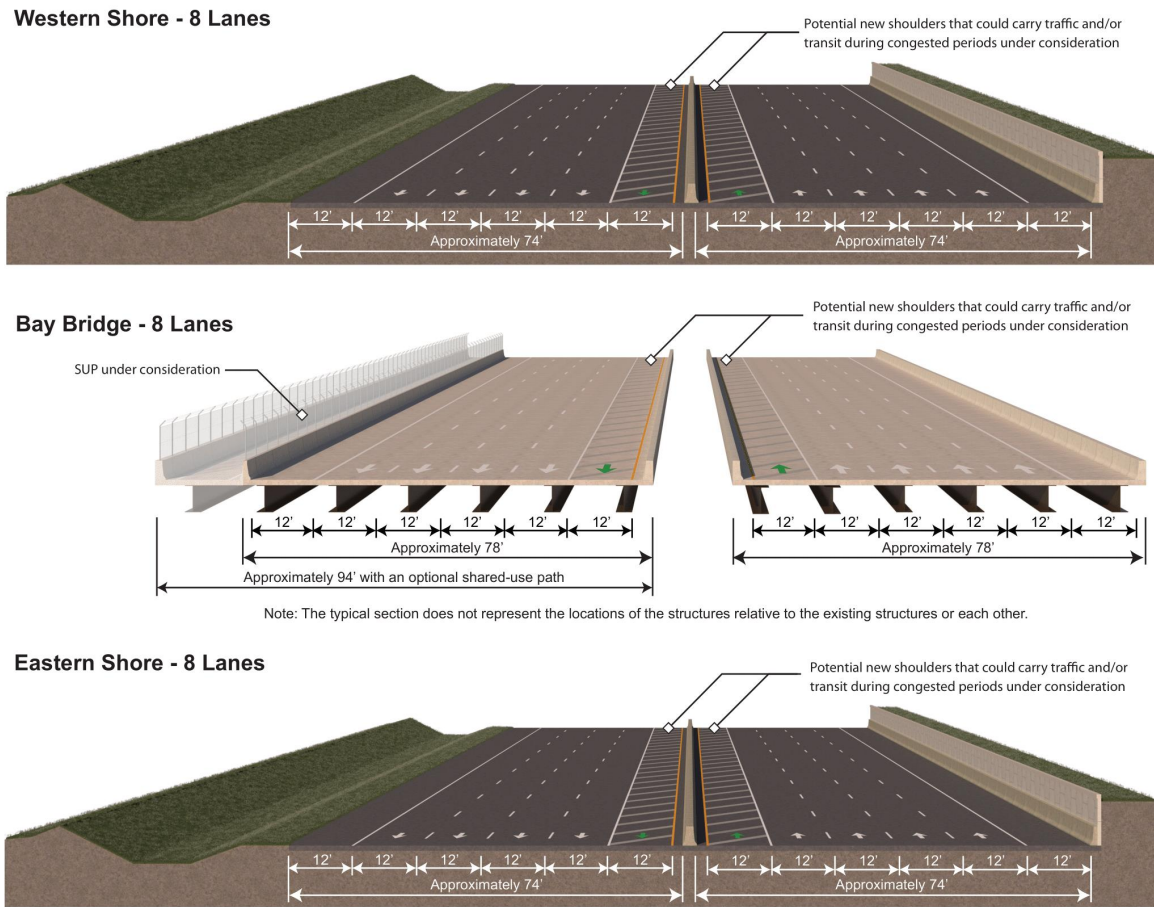 Western Shore - 8 Lanes
Potential new shoulders that could carry traffic and/or
transit during congested periods under consideration
12' 12' 12' 12' 12' 12' 12' 12' 12' 12' 12' 12'
Approximately 74' Approximately 74'
Bay Bridge - 8 Lanes
Potential new shoulders that could carry traffic and/or
transit during congested periods under consideration
SUP under consideration
12' 12' 12' 12' 12' 12' 12' 12' 12' 12' 12' 12'
Approximately 78' Approximately 78'
Approximately 94' with an optional shared-use path
Note: The typical section does not represent the locations of the structures relative to the existing structures or each other.
Eastern Shore - 8 Lanes
Potential new shoulders that could carry traffic and/or
transit during congested periods under consideration
12' 12' 12' 12' 12' 12' 12' 12' 12' 12' 12' 12'
Approximately 74' Approximately 74'